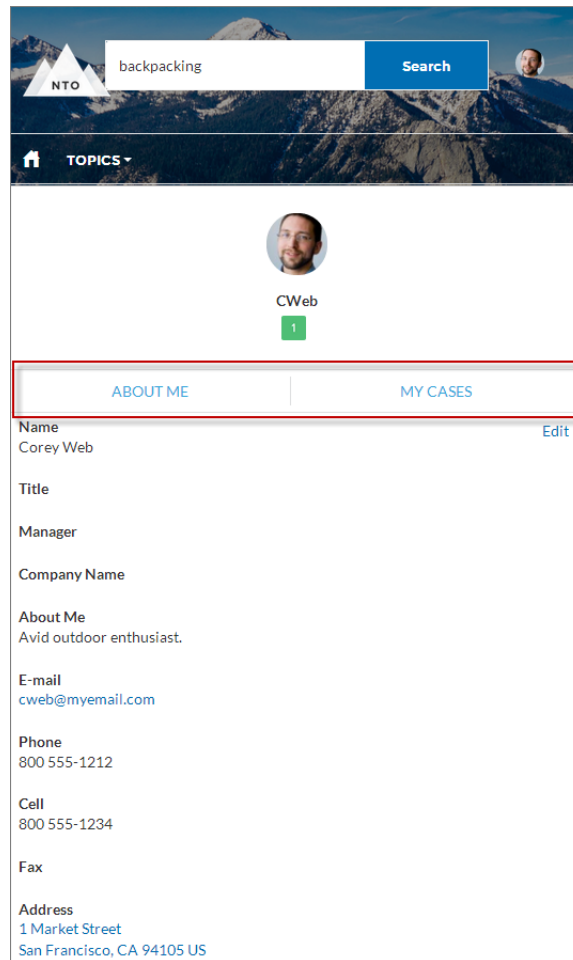 NTO
backpacking
Search
TOPICS
CWeb
1
ABOUT ME
MY CASES
Name
Edit
Corey Web
Title
Manager
Company Name
About Me
Avid outdoor enthusiast.
E-mail
cweb@myemail.com
Phone
800 555-1212
Cell
800 555-1234
Fax
Address
1 Market Street
San Francisco, CA 94105 US